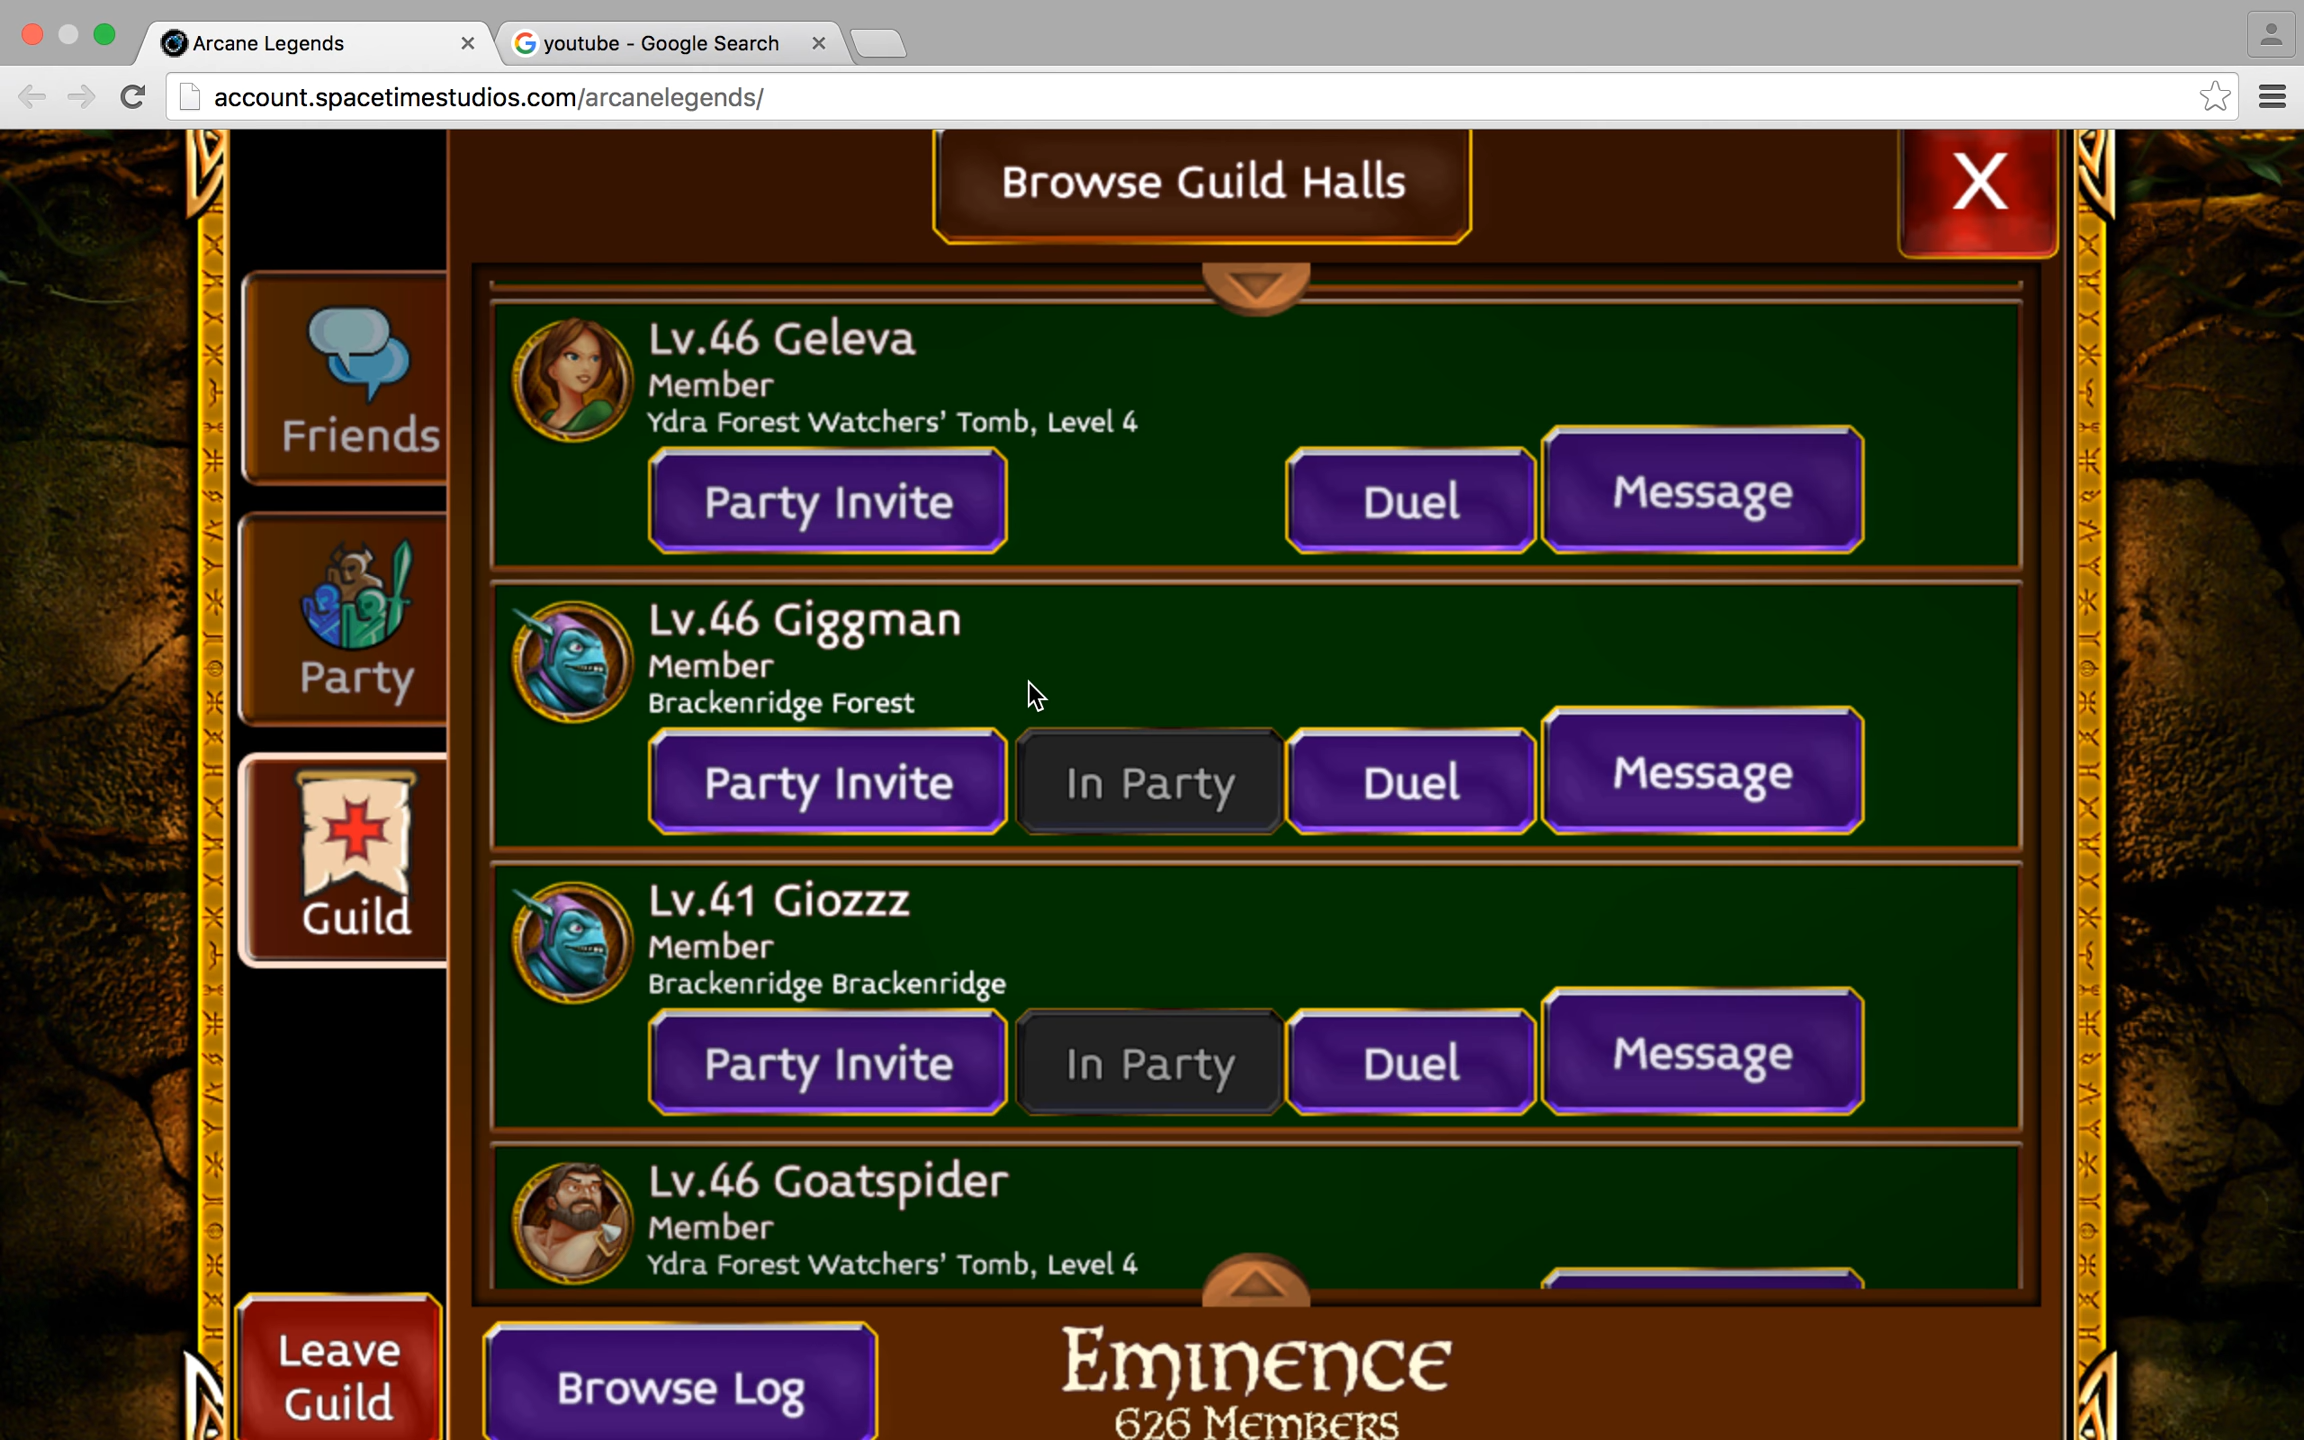 Arcane Legends
youtube - Google Search
account.spacetimestudios.com/arcanelegends/
Browse Guild Halls
X
Friends
Party
Guild
Leave
Guild
Lv.46 Geleva
Member
Ydra Forest Watchers' Tomb, Level 4
Party Invite
Duel
Message
Lv.46 Giggman
Member
Brackenridge Forest
Party Invite
In Party
Duel
Message
Lv.41 Giozzz
Member
Brackenridge Brackenridge
Party Invite
In Party
Duel
Message
Lv.46 Goatspider
Member
Ydra Forest Watchers' Tomb, Level 4
Browse Log
Eminence
626 Members